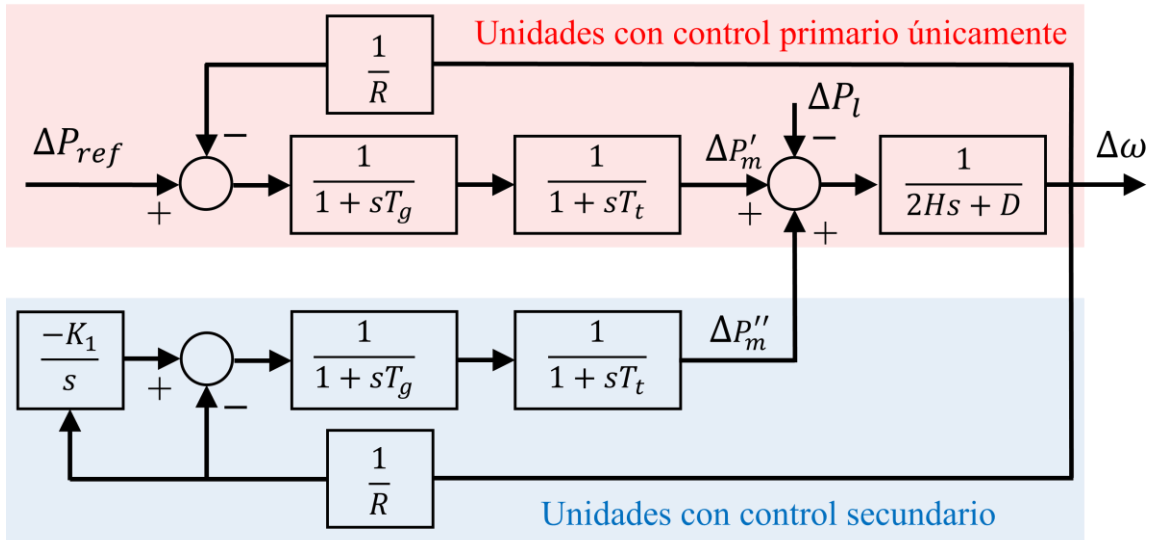 Unidades con control primario únicamente
1
R
−
ΔP_l
−
ΔP_ref
+
1
1 + sT_g
1
1 + sT_t
ΔP′_m
+
+
1
2Hs + D
Δω
−K_1
s
+
−
1
1 + sT_g
1
1 + sT_t
ΔP″_m
1
R
Unidades con control secundario